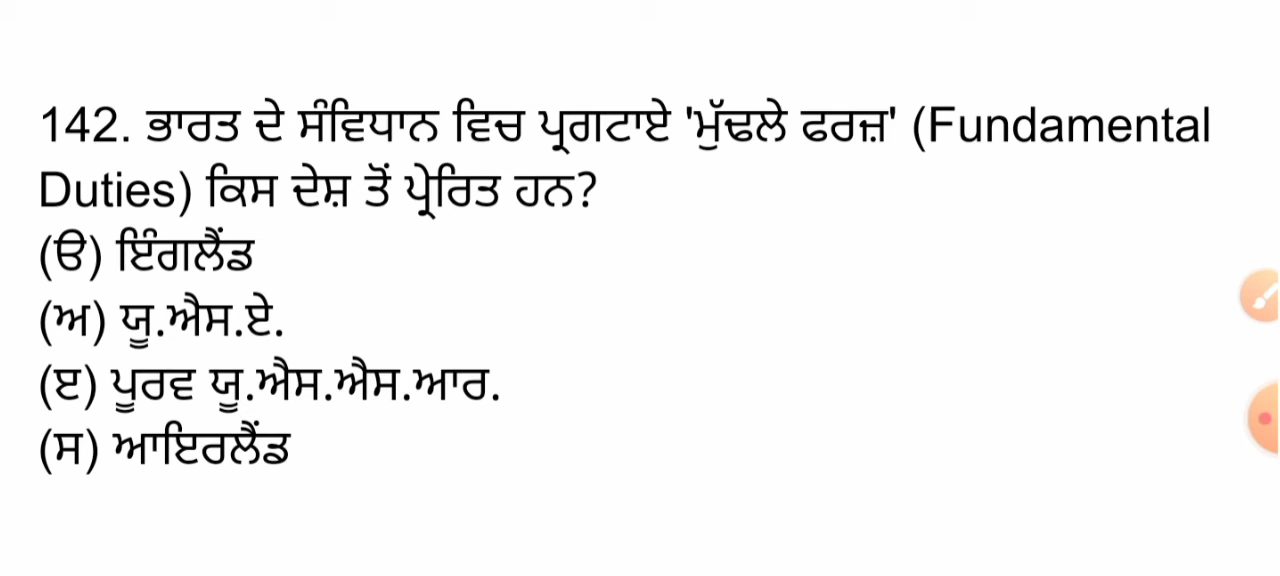 142. ਭਾਰਤ ਦੇ ਸੰਵਿਧਾਨ ਵਿਚ ਪ੍ਰਗਟਾਏ 'ਮੁੱਢਲੇ ਫਰਜ਼' (Fundamental
Duties) ਕਿਸ ਦੇਸ਼ ਤੋਂ ਪ੍ਰੇਰਿਤ ਹਨ?
(ੳ) ਇੰਗਲੈਂਡ
(ਅ) ਯੂ.ਐਸ.ਏ.
(ੲ) ਪੂਰਵ ਯੂ.ਐਸ.ਐਸ.ਆਰ.
(ਸ) ਆਇਰਲੈਂਡ